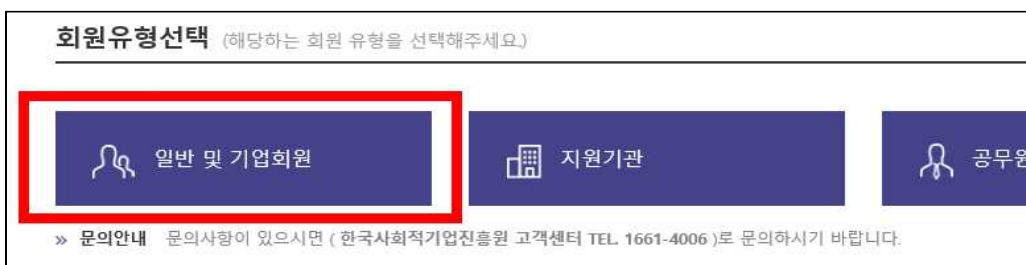 회원유형선택 (해당하는 회원 유형을 선택해주세요.)
일반 및 기업회원
지원기관
공무원
» 문의안내 문의사항이 있으시면 ( 한국사회적기업진흥원 고객센터 TEL. 1661-4006 )로 문의하시기 바랍니다.